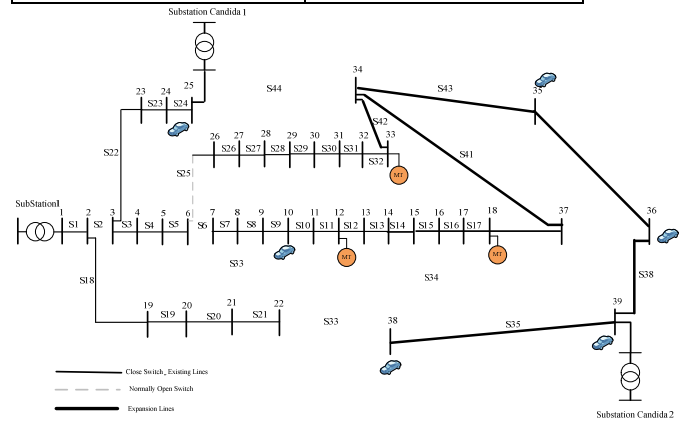 Substation Candida 1
34
S44
S43
35
25
23
24
S23
S24
S42
33
26
27
28
29
30
31
32
S22
S26
S27
S28
S29
S30
S31
S32
S41
S25
MT
SubStation1
1
2
3
4
5
6
7
8
9
10
11
12
13
14
15
16
17
18
37
36
S1
S2
S3
S4
S5
S6
S7
S8
S9
S10
S11
S12
S13
S14
S15
S16
S17
MT
MT
S33
S34
S18
S38
19
20
21
22
39
S19
S20
S21
S33
38
S35
Close Switch _ Existing Lines
Normally Open Switch
Expansion Lines
Substation Candida 2